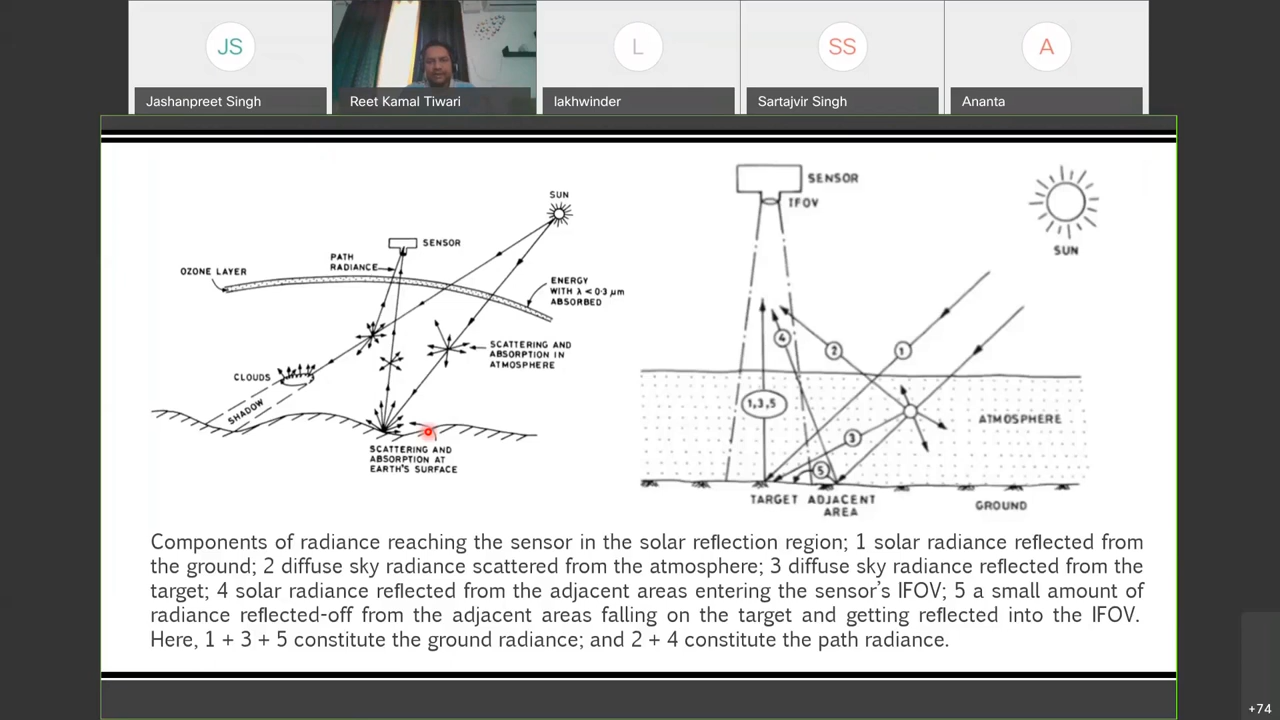 JS
L
SS
A
Jashanpreet Singh
Reet Kamal Tiwari
lakhwinder
Sartajvir Singh
Ananta
SUN
SENSOR
PATH
RADIANCE
OZONE LAYER
ENERGY
WITH λ < 0·3 μm
ABSORBED
SCATTERING AND
ABSORPTION IN
ATMOSPHERE
CLOUDS
SHADOW
SCATTERING AND
ABSORPTION AT
EARTH'S SURFACE
SENSOR
IFOV
SUN
4
2
1
1,3,5
ATMOSPHERE
3
5
TARGET ADJACENT
AREA
GROUND
Components of radiance reaching the sensor in the solar reflection region; 1 solar radiance reflected from
the ground; 2 diffuse sky radiance scattered from the atmosphere; 3 diffuse sky radiance reflected from the
target; 4 solar radiance reflected from the adjacent areas entering the sensor's IFOV; 5 a small amount of
radiance reflected-off from the adjacent areas falling on the target and getting reflected into the IFOV.
Here, 1 + 3 + 5 constitute the ground radiance; and 2 + 4 constitute the path radiance.
+74